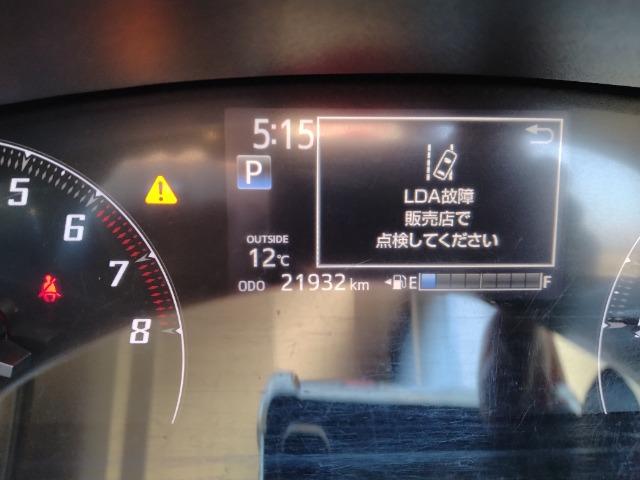 5:15
P
LDA故障
販売店で
点検してください
OUTSIDE
12℃
ODO 21932 km
E F
5
6
7
8